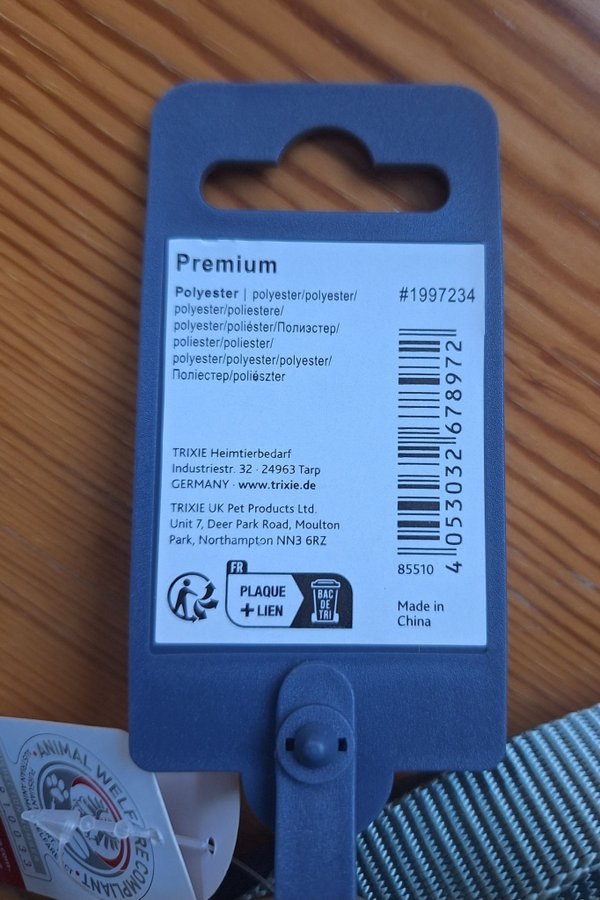 Premium
Polyester | polyester/polyester/
polyester/poliestere/
polyester/poliéster/Полиэстер/
poliester/poliester/
polyester/polyester/polyester/
Поліестер/poliészter
#1997234
4 053032 678972
85510
TRIXIE Heimtierbedarf
Industriestr. 32 · 24963 Tarp
GERMANY · www.trixie.de
TRIXIE UK Pet Products Ltd.
Unit 7, Deer Park Road, Moulton
Park, Northampton NN3 6RZ
FR
PLAQUE
+ LIEN
BAC
DE
TRI
Made in
China
ANIMAL WELFARE COMPLIANT